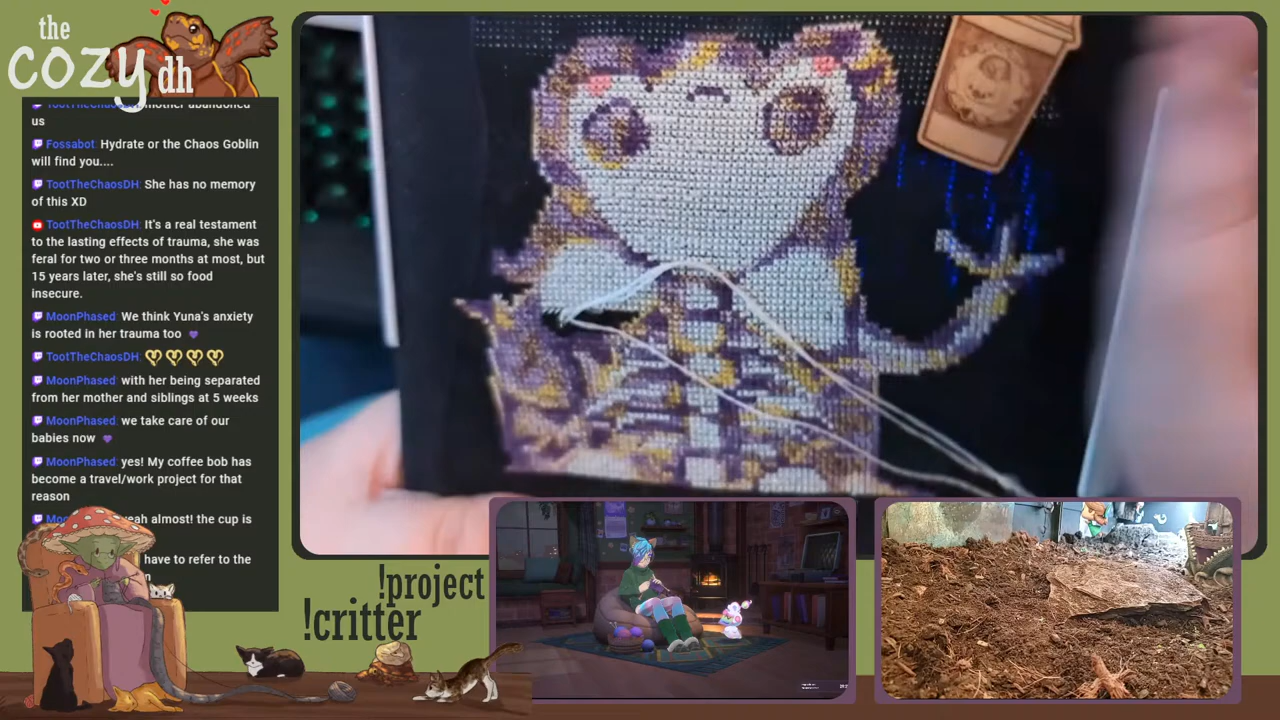 the
cozy dh
TootTheChaosDH: mother abandoned
us
Fossabot: Hydrate or the Chaos Goblin
will find you....
TootTheChaosDH: She has no memory
of this XD
TootTheChaosDH: It's a real testament
to the lasting effects of trauma, she was
feral for two or three months at most, but
15 years later, she's still so food
insecure.
MoonPhased: We think Yuna's anxiety
is rooted in her trauma too
TootTheChaosDH:
MoonPhased: with her being separated
from her mother and siblings at 5 weeks
MoonPhased: we take care of our
babies now
MoonPhased: yes! My coffee bob has
become a travel/work project for that
reason
almost! the cup is
have to refer to the
!project
!critter